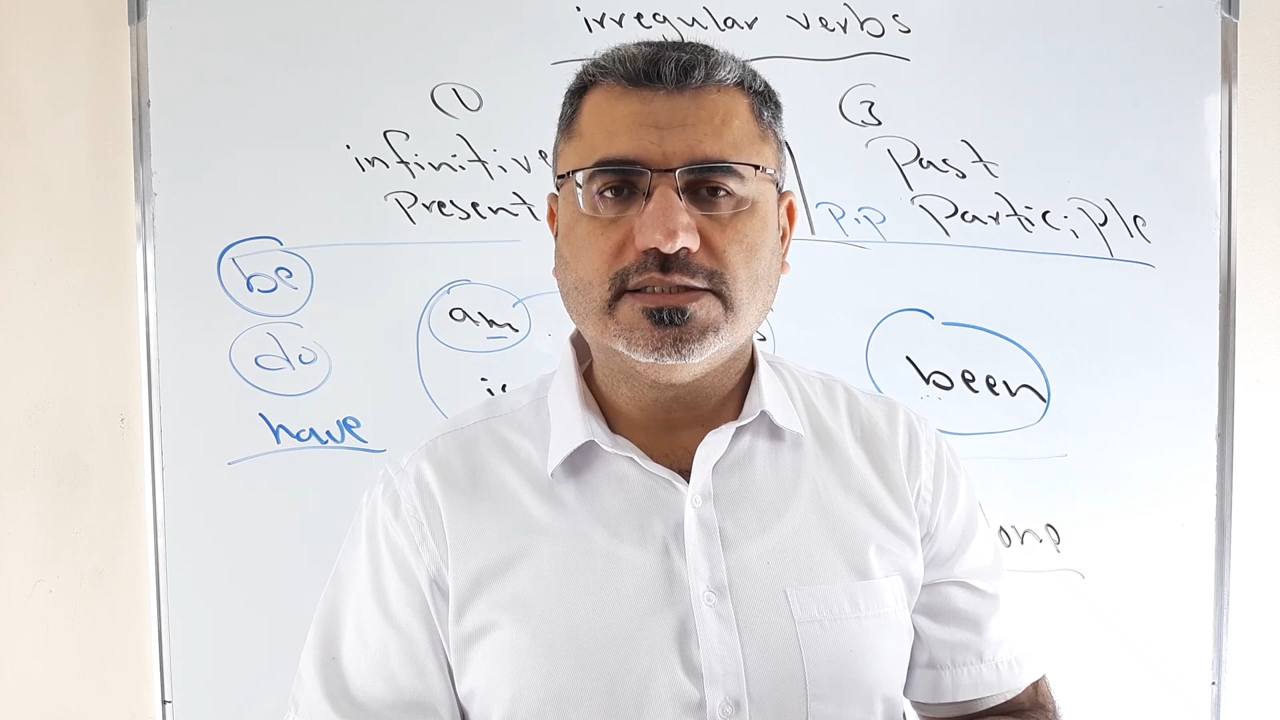 irregular verbs
① ③
infinitive Past
Present p.p Participle
be
am
do
been
have